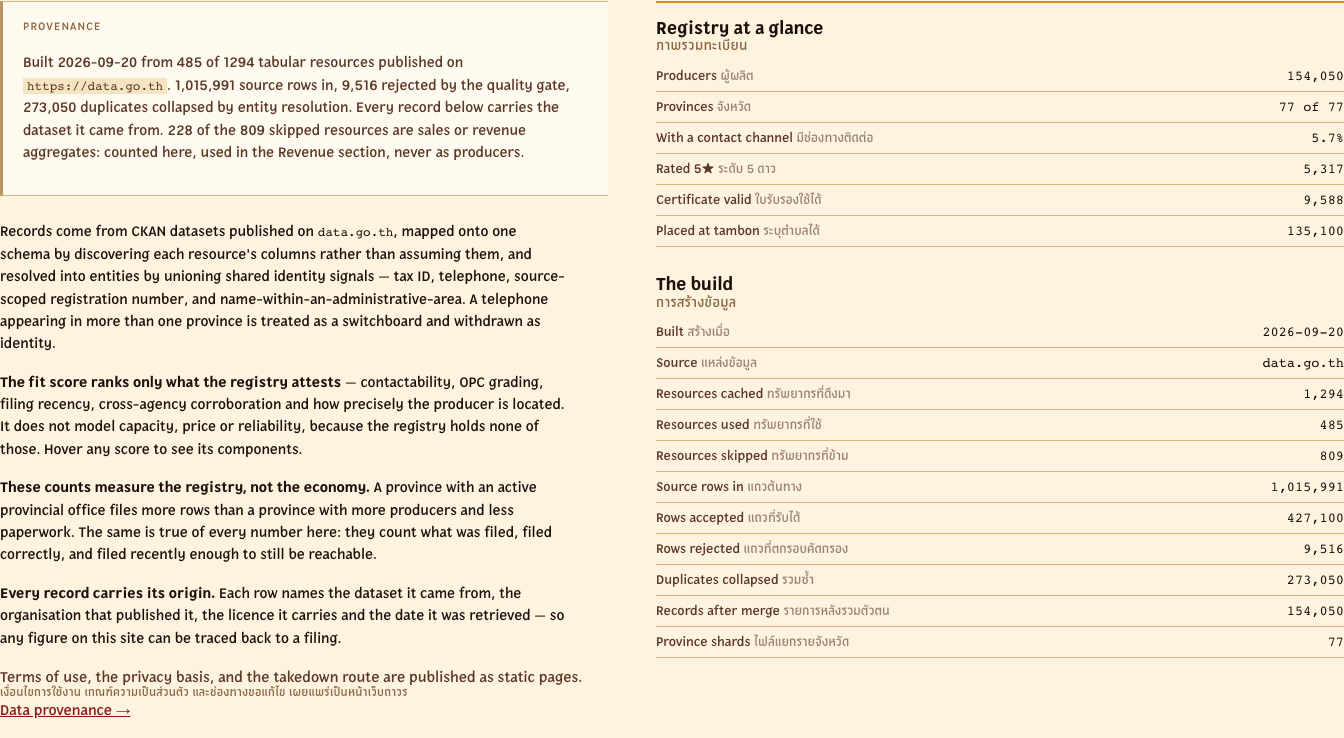 PROVENANCE
Built 2026-09-20 from 485 of 1294 tabular resources published on
https://data.go.th. 1,015,991 source rows in, 9,516 rejected by the quality gate,
273,050 duplicates collapsed by entity resolution. Every record below carries the
dataset it came from. 228 of the 809 skipped resources are sales or revenue
aggregates: counted here, used in the Revenue section, never as producers.
Records come from CKAN datasets published on data.go.th, mapped onto one
schema by discovering each resource's columns rather than assuming them, and
resolved into entities by unioning shared identity signals — tax ID, telephone, source-
scoped registration number, and name-within-an-administrative-area. A telephone
appearing in more than one province is treated as a switchboard and withdrawn as
identity.
The fit score ranks only what the registry attests — contactability, OPC grading,
filing recency, cross-agency corroboration and how precisely the producer is located.
It does not model capacity, price or reliability, because the registry holds none of
those. Hover any score to see its components.
These counts measure the registry, not the economy. A province with an active
provincial office files more rows than a province with more producers and less
paperwork. The same is true of every number here: they count what was filed, filed
correctly, and filed recently enough to still be reachable.
Every record carries its origin. Each row names the dataset it came from, the
organisation that published it, the licence it carries and the date it was retrieved — so
any figure on this site can be traced back to a filing.
Terms of use, the privacy basis, and the takedown route are published as static pages.
เงื่อนไขการใช้งาน เกณฑ์ความเป็นส่วนตัว และช่องทางขอแก้ไข เผยแพร่เป็นหน้าเว็บถาวร
Data provenance →
Registry at a glance
ภาพรวมทะเบียน
Producers ผู้ผลิต 154,050
Provinces จังหวัด 77 of 77
With a contact channel มีช่องทางติดต่อ 5.7%
Rated 5★ ระดับ 5 ดาว 5,317
Certificate valid ใบรับรองใช้ได้ 9,588
Placed at tambon ระบุตำบลได้ 135,100
The build
การสร้างข้อมูล
Built สร้างเมื่อ 2026-09-20
Source แหล่งข้อมูล data.go.th
Resources cached ทรัพยากรที่ดึงมา 1,294
Resources used ทรัพยากรที่ใช้ 485
Resources skipped ทรัพยากรที่ข้าม 809
Source rows in แถวต้นทาง 1,015,991
Rows accepted แถวที่รับได้ 427,100
Rows rejected แถวที่ตกรอบคัดกรอง 9,516
Duplicates collapsed รวมซ้ำ 273,050
Records after merge รายการหลังรวมตัวตน 154,050
Province shards ไฟล์แยกรายจังหวัด 77